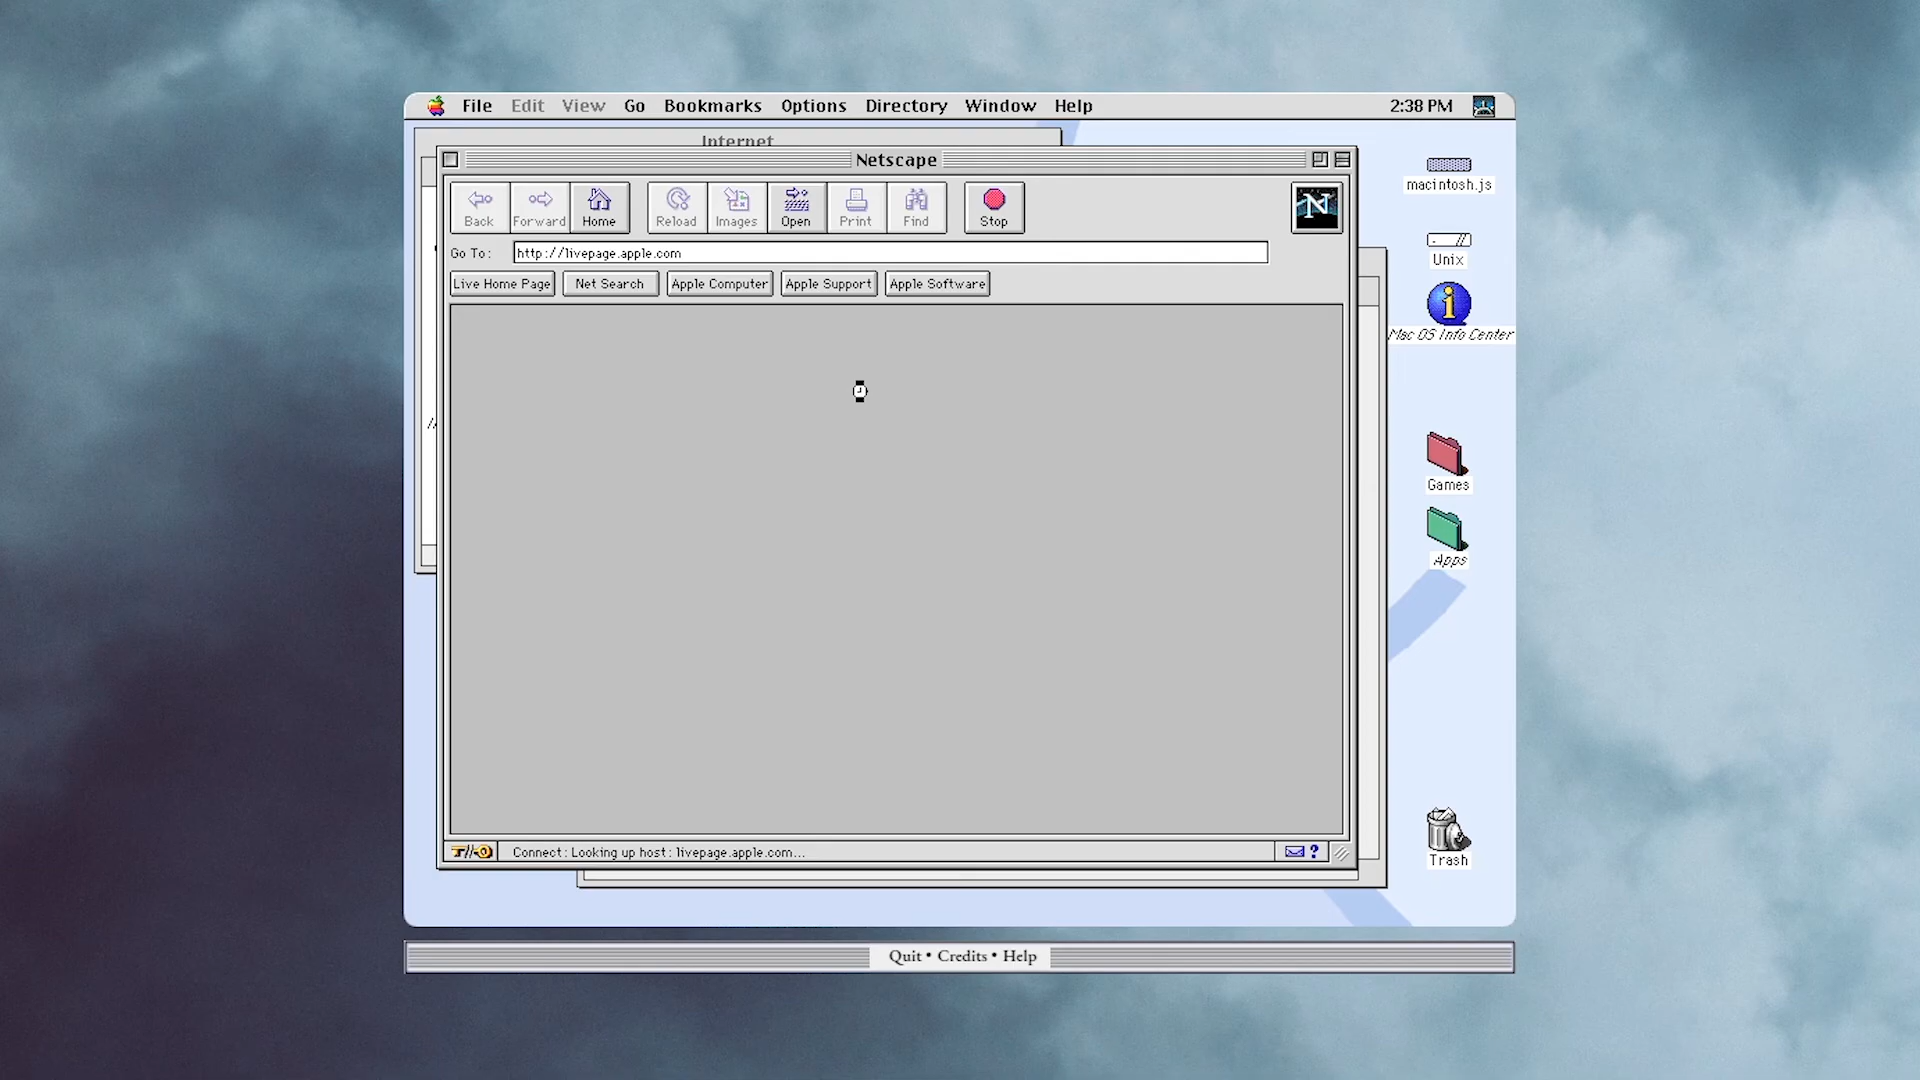 File Edit View Go Bookmarks Options Directory Window Help 2:38 PM
Internet
Netscape
macintosh.js
Back Forward Home Reload Images Open Print Find Stop
N
Go To: http://livepage.apple.com
Unix
Live Home Page Net Search Apple Computer Apple Support Apple Software
Mac OS Info Center
Games
Apps
Connect: Looking up host: livepage.apple.com... ?
Trash
Quit • Credits • Help